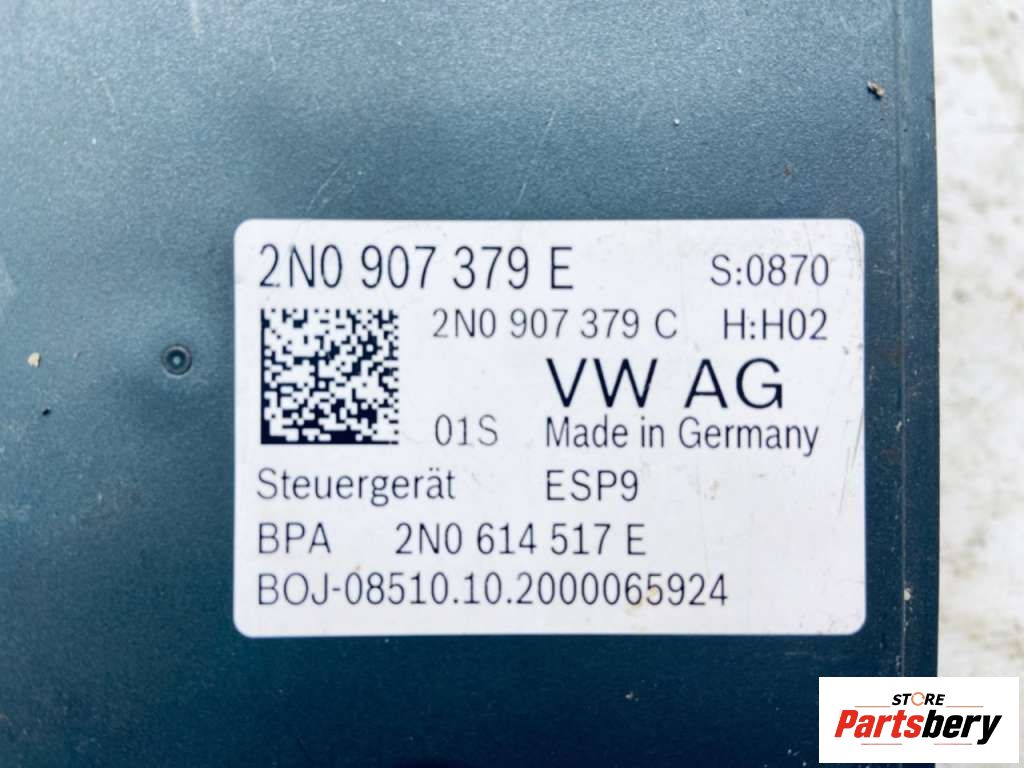 2N0 907 379 E S:0870
2N0 907 379 C H:H02
VW AG
01S Made in Germany
Steuergerät ESP9
BPA 2N0 614 517 E
BOJ-08510.10.2000065924
STORE
Partsbery